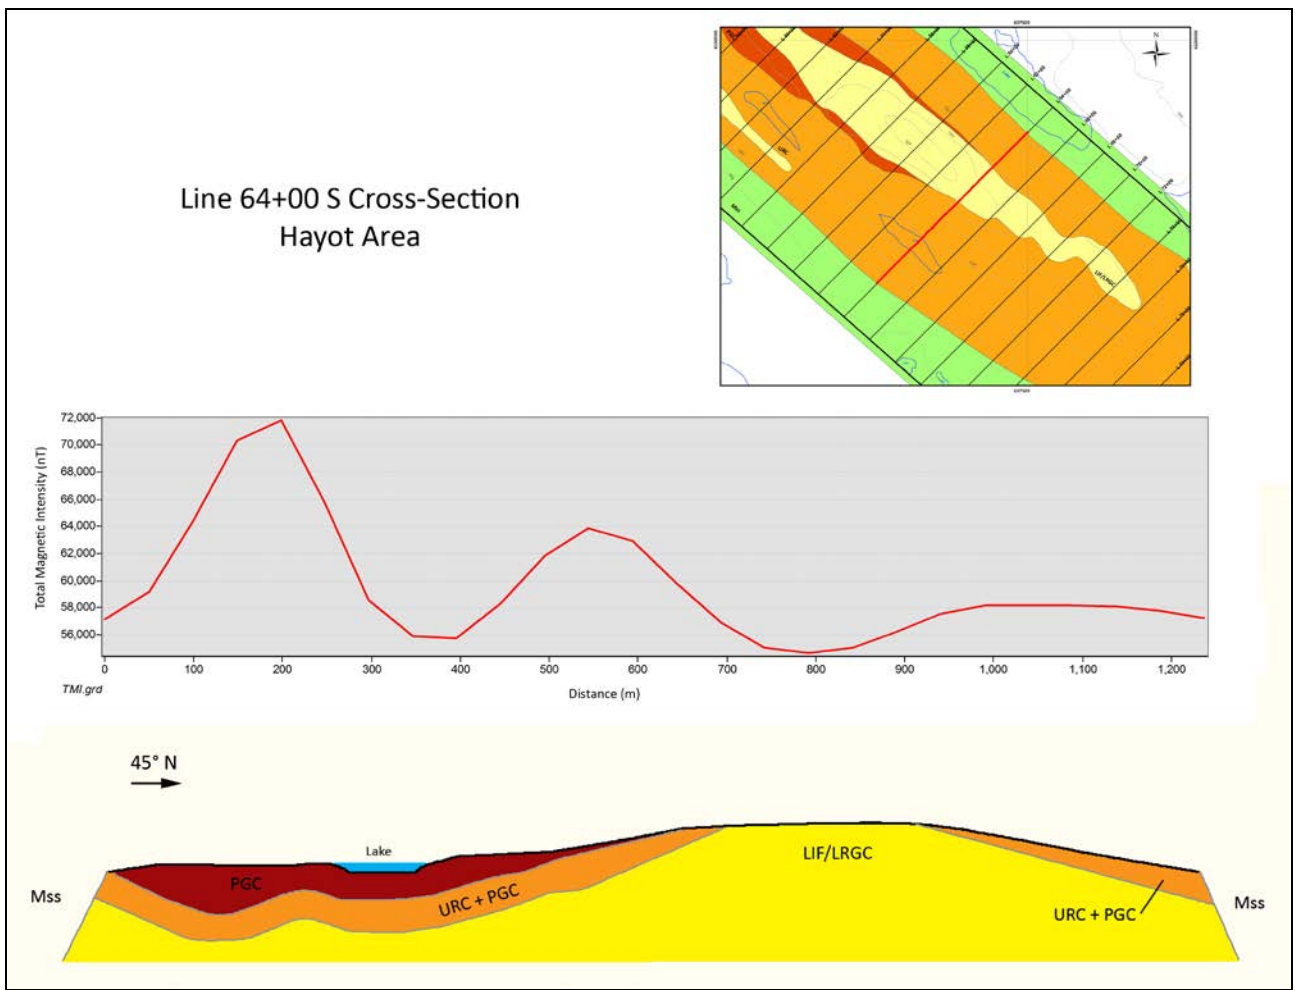 Line 64+00 S Cross-Section
Hayot Area
N
URC
LIF/LRGC
Total Magnetic Intensity (nT)
72,000
70,000
68,000
66,000
64,000
62,000
60,000
58,000
56,000
0 100 200 300 400 500 600 700 800 900 1,000 1,100 1,200
TMI.grd
Distance (m)
45° N
Lake
LIF/LRGC
PGC
Mss
URC + PGC
Mss
URC + PGC